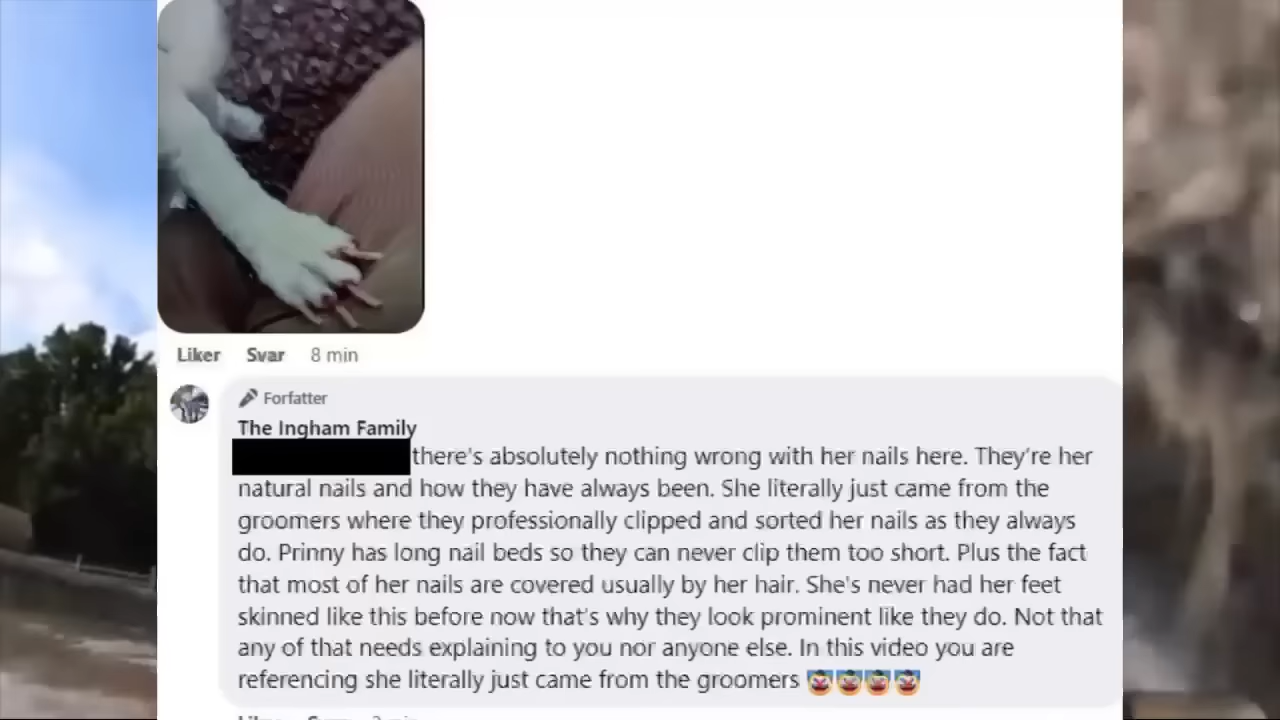 Liker Svar 8 min
Forfatter
The Ingham Family
there's absolutely nothing wrong with her nails here. They're her
natural nails and how they have always been. She literally just came from the
groomers where they professionally clipped and sorted her nails as they always
do. Prinny has long nail beds so they can never clip them too short. Plus the fact
that most of her nails are covered usually by her hair. She's never had her feet
skinned like this before now that's why they look prominent like they do. Not that
any of that needs explaining to you nor anyone else. In this video you are
referencing she literally just came from the groomers 🤡🤡🤡🤡